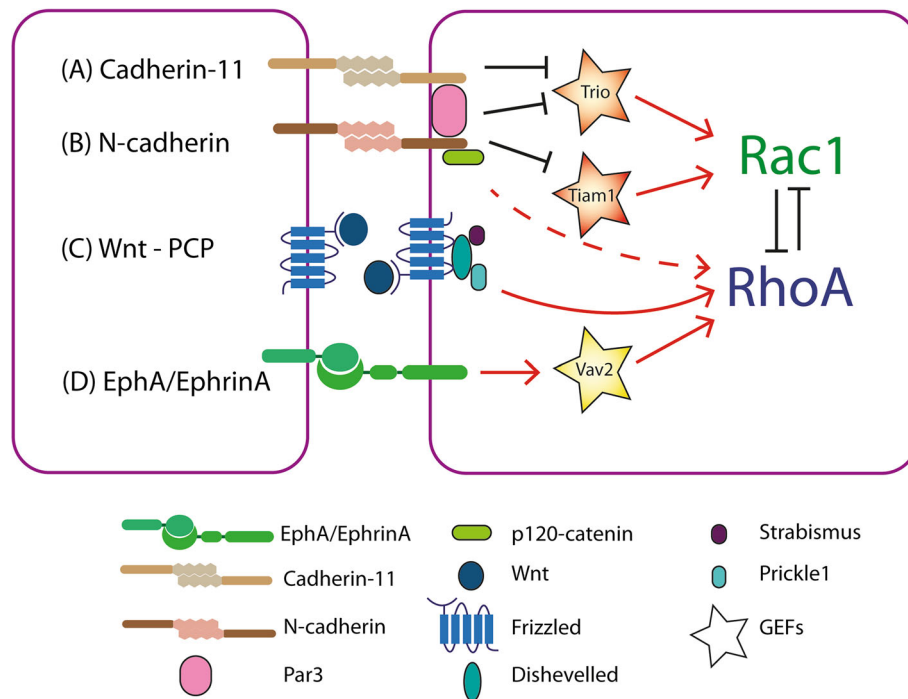 (A) Cadherin-11
Trio
(B) N-cadherin
Rac1
Tiam1
(C) Wnt - PCP
RhoA
(D) EphA/EphrinA
Vav2
EphA/EphrinA
p120-catenin
Strabismus
Cadherin-11
Wnt
Prickle1
N-cadherin
Frizzled
GEFs
Par3
Dishevelled